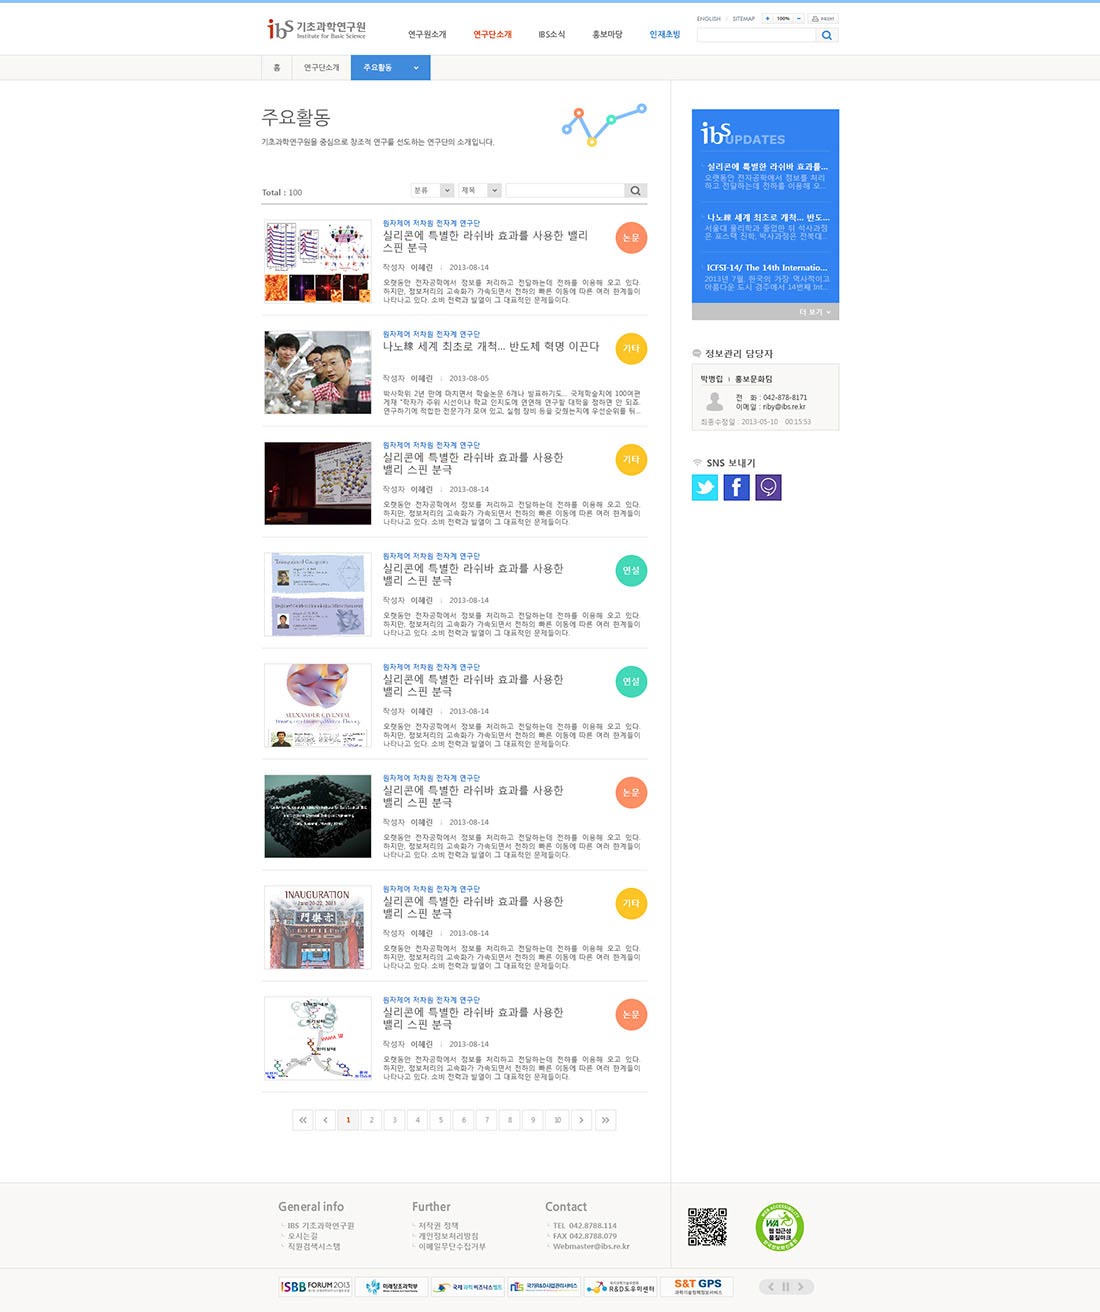 ENGLISH / SITEMAP + 100% - PRINT
ibs 기초과학연구원
Institute for Basic Science
연구원소개 연구단소개 IBS소식 홍보마당 인재초빙
홈 연구단소개 주요활동
주요활동
기초과학연구원을 중심으로 창조적 연구를 선도하는 연구단의 소개입니다.
Total : 100 분류 제목
원자제어 저차원 전자계 연구단
실리콘에 특별한 라쉬바 효과를 사용한 밸리
스핀 분극
논문
작성자 이혜린 | 2013-08-14
오랫동안 전자공학에서 정보를 처리하고 전달하는데 전하를 이용해 오고 있다.
하지만, 정보처리의 고속화가 가속되면서 전하의 빠른 이동에 따른 여러 한계들이
나타나고 있다. 소비 전력과 발열이 그 대표적인 문제들이다.
원자제어 저차원 전자계 연구단
나노線 세계 최초로 개척... 반도체 혁명 이끈다
기타
작성자 이혜린 | 2013-08-05
박사학위 2년 만에 마치면서 학술논문 6개나 발표하기도... 국제학술지에 100여편
게재 "학자가 주위 시선이나 학교 인지도에 연연해 연구할 대학을 정하면 안 되죠.
연구하기에 적합한 전문가가 모여 있고, 실험 장비 등을 갖췄는지에 우선순위를 둬...
원자제어 저차원 전자계 연구단
실리콘에 특별한 라쉬바 효과를 사용한
밸리 스핀 분극
기타
작성자 이혜린 | 2013-08-14
오랫동안 전자공학에서 정보를 처리하고 전달하는데 전하를 이용해 오고 있다.
하지만, 정보처리의 고속화가 가속되면서 전하의 빠른 이동에 따른 여러 한계들이
나타나고 있다. 소비 전력과 발열이 그 대표적인 문제들이다.
원자제어 저차원 전자계 연구단
실리콘에 특별한 라쉬바 효과를 사용한
밸리 스핀 분극
연설
작성자 이혜린 | 2013-08-14
오랫동안 전자공학에서 정보를 처리하고 전달하는데 전하를 이용해 오고 있다.
하지만, 정보처리의 고속화가 가속되면서 전하의 빠른 이동에 따른 여러 한계들이
나타나고 있다. 소비 전력과 발열이 그 대표적인 문제들이다.
ALEXANDER GIVENTAL
원자제어 저차원 전자계 연구단
실리콘에 특별한 라쉬바 효과를 사용한
밸리 스핀 분극
연설
작성자 이혜린 | 2013-08-14
오랫동안 전자공학에서 정보를 처리하고 전달하는데 전하를 이용해 오고 있다.
하지만, 정보처리의 고속화가 가속되면서 전하의 빠른 이동에 따른 여러 한계들이
나타나고 있다. 소비 전력과 발열이 그 대표적인 문제들이다.
원자제어 저차원 전자계 연구단
실리콘에 특별한 라쉬바 효과를 사용한
밸리 스핀 분극
논문
작성자 이혜린 | 2013-08-14
오랫동안 전자공학에서 정보를 처리하고 전달하는데 전하를 이용해 오고 있다.
하지만, 정보처리의 고속화가 가속되면서 전하의 빠른 이동에 따른 여러 한계들이
나타나고 있다. 소비 전력과 발열이 그 대표적인 문제들이다.
INAUGURATION
June 20-22, 2013
원자제어 저차원 전자계 연구단
실리콘에 특별한 라쉬바 효과를 사용한
밸리 스핀 분극
기타
작성자 이혜린 | 2013-08-14
오랫동안 전자공학에서 정보를 처리하고 전달하는데 전하를 이용해 오고 있다.
하지만, 정보처리의 고속화가 가속되면서 전하의 빠른 이동에 따른 여러 한계들이
나타나고 있다. 소비 전력과 발열이 그 대표적인 문제들이다.
원자제어 저차원 전자계 연구단
실리콘에 특별한 라쉬바 효과를 사용한
밸리 스핀 분극
논문
작성자 이혜린 | 2013-08-14
오랫동안 전자공학에서 정보를 처리하고 전달하는데 전하를 이용해 오고 있다.
하지만, 정보처리의 고속화가 가속되면서 전하의 빠른 이동에 따른 여러 한계들이
나타나고 있다. 소비 전력과 발열이 그 대표적인 문제들이다.
1 2 3 4 5 6 7 8 9 10
ibs UPDATES
실리콘에 특별한 라쉬바 효과를...
오랫동안 전자공학에서 정보를 처리
하고 전달하는데 전하를 이용해 오...
나노線 세계 최초로 개척... 반도...
서울대 물리학과 졸업한 뒤 석사과정
은 포스텍 진학, 박사과정은 전북대...
ICFSI-14/ The 14th Internatio...
2013년 7월, 한국의 가장 역사적이고
아름다운 도시 경주에서 14번째 Int...
더 보기
정보관리 담당자
박병립 | 홍보문화팀
전 화 : 042-878-8171
이메일 : riby@ibs.re.kr
최종수정일 : 2013-05-10 00:15:53
SNS 보내기
General info
IBS 기초과학연구원
오시는길
직원검색시스템
Further
저작권 정책
개인정보처리방침
이메일무단수집거부
Contact
TEL 042.8788.114
FAX 042.8788.079
Webmaster@ibs.re.kr
WEB ACCESSIBILITY
WA
웹 접근성
품질마크
ISBB FORUM 2013
미래창조과학부
국제과학비즈니스벨트
ntis 국가R&D사업관리서비스
R&D도우미센터
S&T GPS
과학기술정책정보서비스